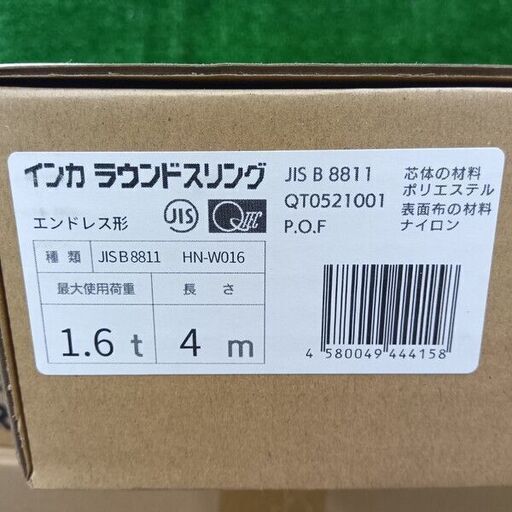 インカ ラウンドスリング
エンドレス形
JIS
JIS B 8811
QT0521001
P.O.F
芯体の材料
ポリエステル
表面布の材料
ナイロン
種 類 JIS B 8811 HN-W016
最大使用荷重 長 さ
1.6 t 4 m
4 580049 444158